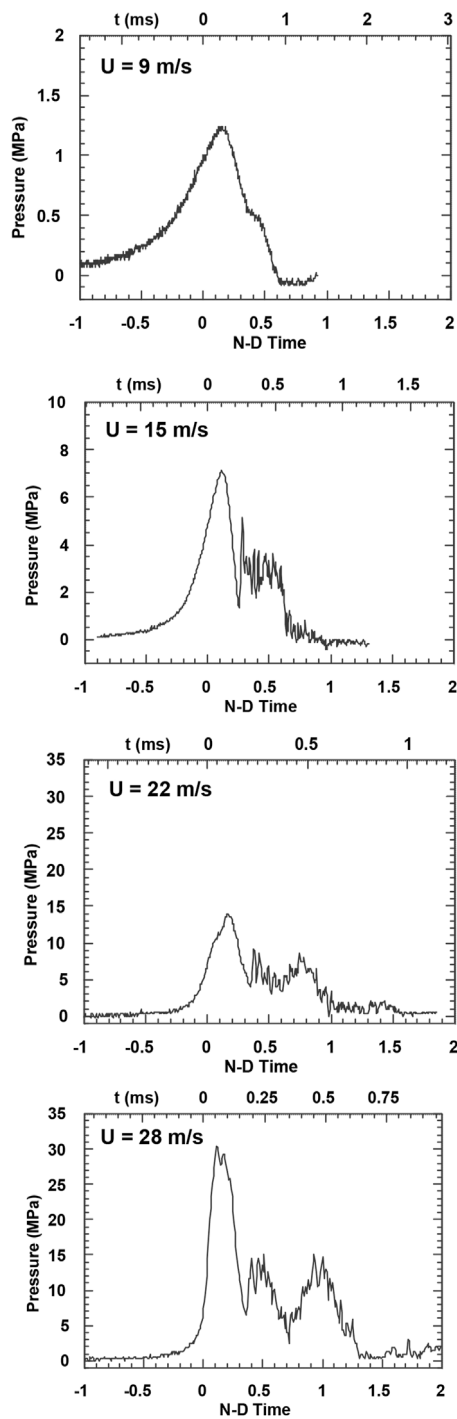 t (ms) 0 1 2 3
2
U = 9 m/s
1.5
1
0.5
0
Pressure (MPa)
-1 -0.5 0 0.5 1 1.5 2
N-D Time
t (ms) 0 0.5 1 1.5
10
U = 15 m/s
8
6
4
2
0
Pressure (MPa)
-1 -0.5 0 0.5 1 1.5 2
N-D Time
t (ms) 0 0.5 1
35
U = 22 m/s
30
25
20
15
10
5
0
Pressure (MPa)
-1 -0.5 0 0.5 1 1.5 2
N-D Time
t (ms) 0 0.25 0.5 0.75
35
U = 28 m/s
30
25
20
15
10
5
0
Pressure (MPa)
-1 -0.5 0 0.5 1 1.5 2
N-D Time